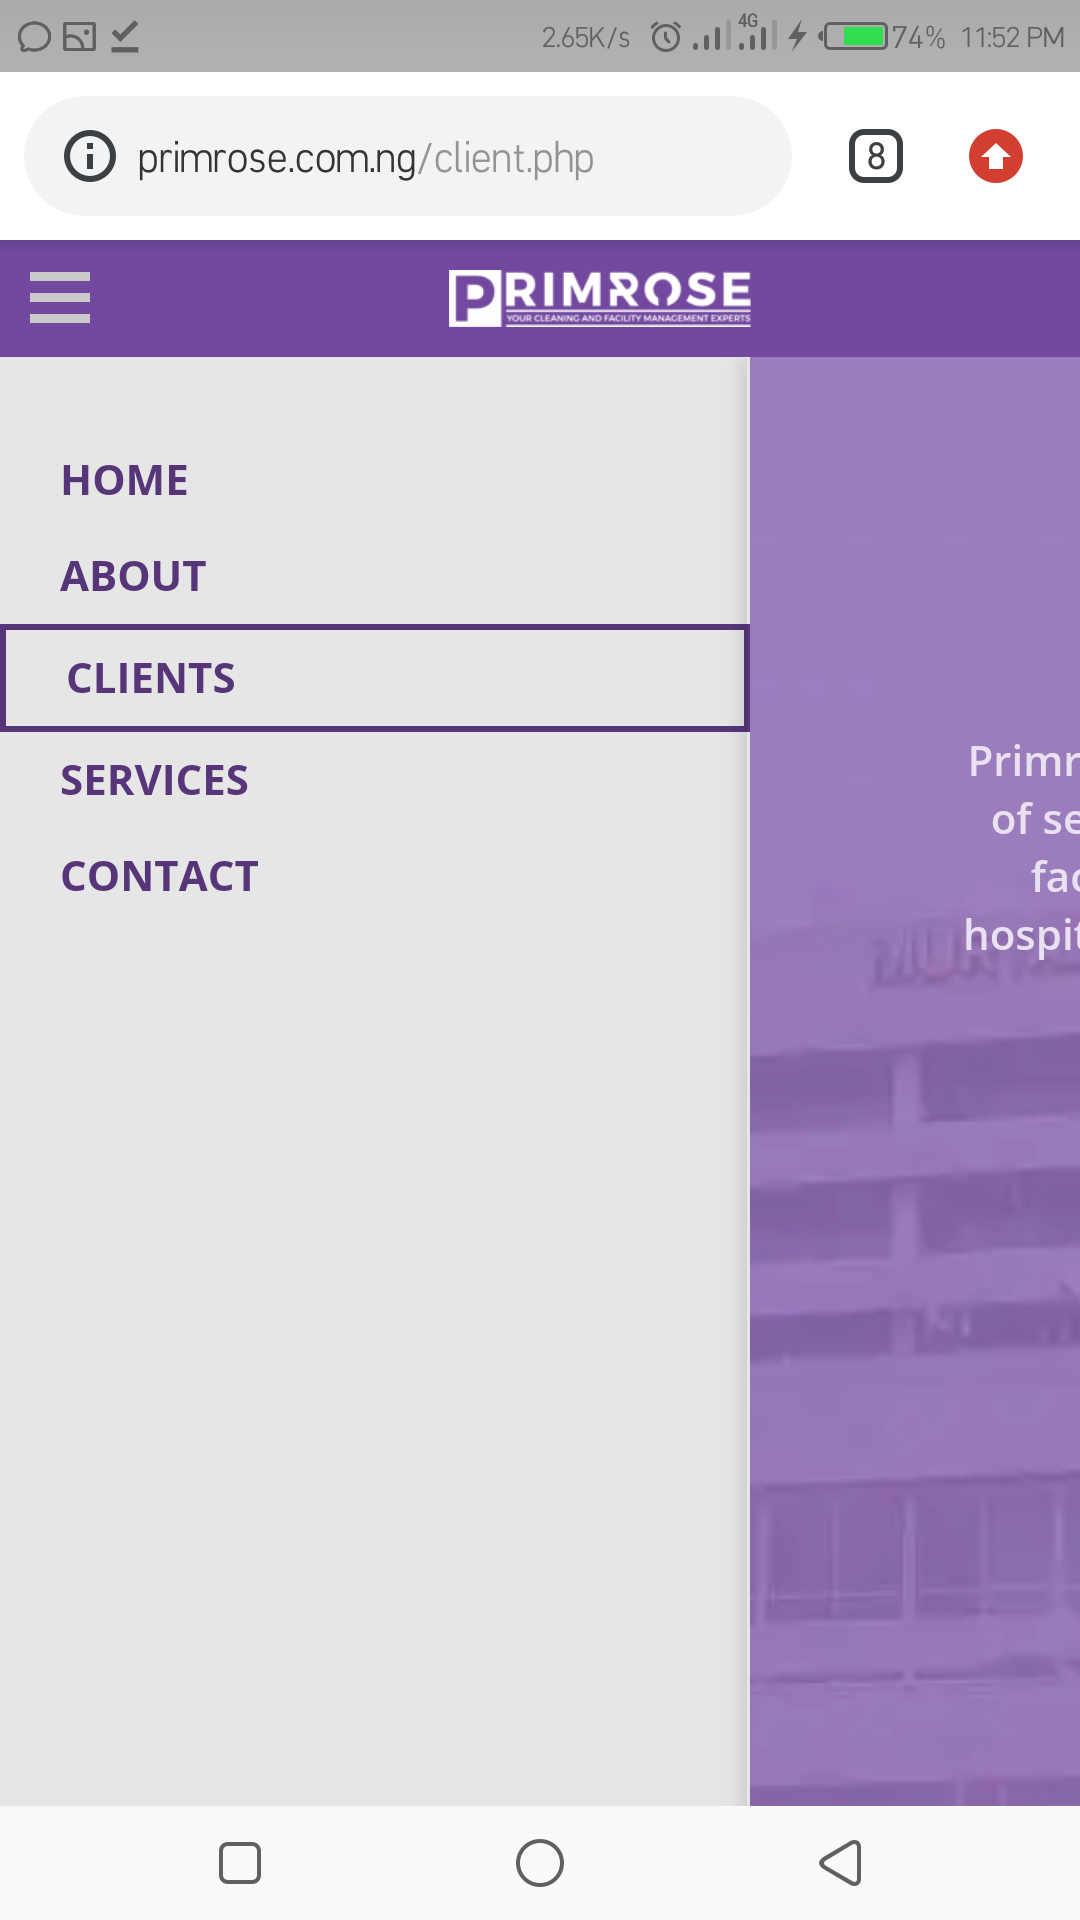 2.65K/s 4G 74% 11:52 PM
primrose.com.ng/client.php 8
PRIMROSE
YOUR CLEANING AND FACILITY MANAGEMENT EXPERTS
HOME
ABOUT
CLIENTS
SERVICES
CONTACT
Primr
of se
fac
hospit